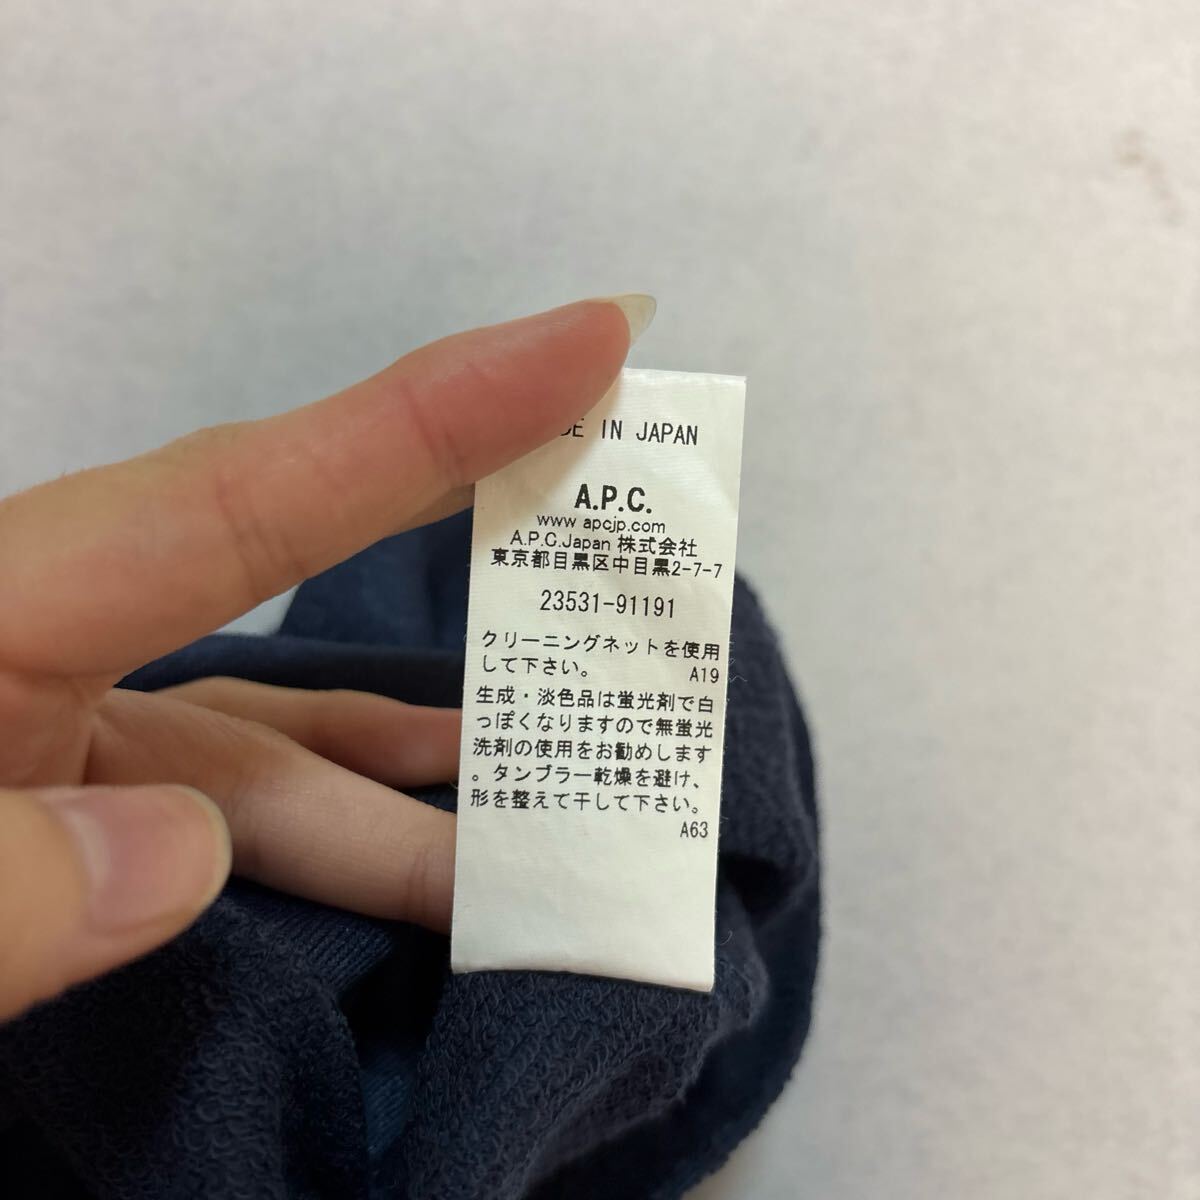 IN JAPAN
A.P.C.
www apcjp.com
A.P.C.Japan 株式会社
東京都目黒区中目黒2-7-7
23531-91191
クリーニングネットを使用
して下さい。 A19
生成・淡色品は蛍光剤で白
っぽくなりますので無蛍光
洗剤の使用をお勧めします
。タンブラー乾燥を避け、
形を整えて干して下さい。
A63